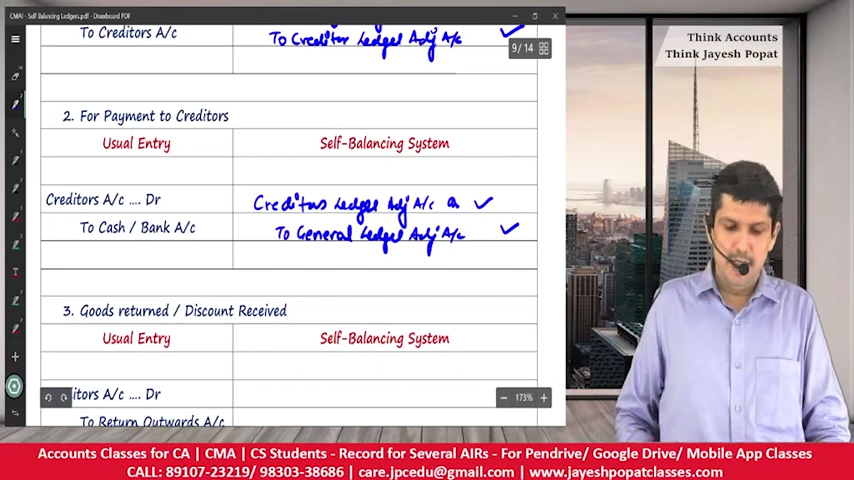 CMAI - Self Balancing Ledgers.pdf - Drawboard PDF
To Creditors A/c
To Creditor Ledger Adj A/c
9 / 14
Think Accounts
Think Jayesh Popat
2. For Payment to Creditors
Usual Entry
Self-Balancing System
Creditors A/c .... Dr
Creditors Ledger Adj A/c
To Cash / Bank A/c
To General Ledger Adj A/c
3. Goods returned / Discount Received
Usual Entry
Self-Balancing System
itors A/c .... Dr
173%
To Return Outwards A/c
Accounts Classes for CA | CMA | CS Students - Record for Several AIRs - For Pendrive/ Google Drive/ Mobile App Classes
CALL: 89107-23219/ 98303-38686 | care.jpcedu@gmail.com | www.jayeshpopatclasses.com